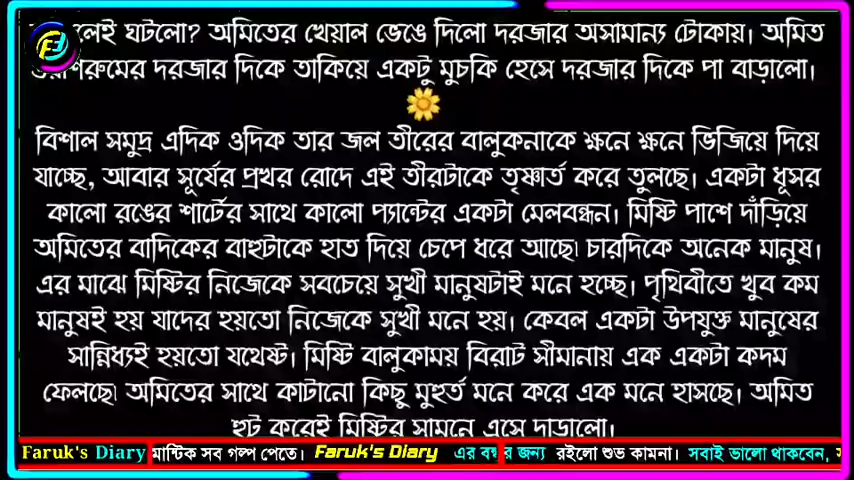 ঘটলো? অমিতের খেয়াল ভেঙে দিলো দরজার অসামান্য টোকায়। অমিত
দরজার দিকে তাকিয়ে একটু মুচকি হেসে দরজার দিকে পা বাড়ালো।
বিশাল সমুদ্র এদিক ওদিক তার জল তীরের বালুকনাকে ক্ষনে ক্ষনে ভিজিয়ে দিয়ে
যাচ্ছে, আবার সূর্যের প্রখর রোদে এই তীরটাকে তৃষ্ণার্ত করে তুলছে। একটা ধূসর
কালো রঙের শার্টের সাথে কালো প্যান্টের একটা মেলবন্ধন। মিষ্টি পাশে দাঁড়িয়ে
অমিতের বাদিকের বাহুটাকে হাত দিয়ে চেপে ধরে আছে৷ চারদিকে অনেক মানুষ।
এর মাঝে মিষ্টির নিজেকে সবচেয়ে সুখী মানুষটাই মনে হচ্ছে। পৃথিবীতে খুব কম
মানুষই হয় যাদের হয়তো নিজেকে সুখী মনে হয়। কেবল একটা উপযুক্ত মানুষের
সান্নিধ্যই হয়তো যথেষ্ট। মিষ্টি বালুকাময় বিরাট সীমানায় এক একটা কদম
ফেলছে৷ অমিতের সাথে কাটানো কিছু মুহুর্ত মনে করে এক মনে হাসছে। অমিত
হুট করেই মিষ্টির সামনে এসে দাড়ালো।
Faruk's Diary মান্টিক সব গল্প পেতে। Faruk's Diary এর বন্ধুর জন্য রইলো শুভ কামনা। সবাই ভালো থাকবেন,